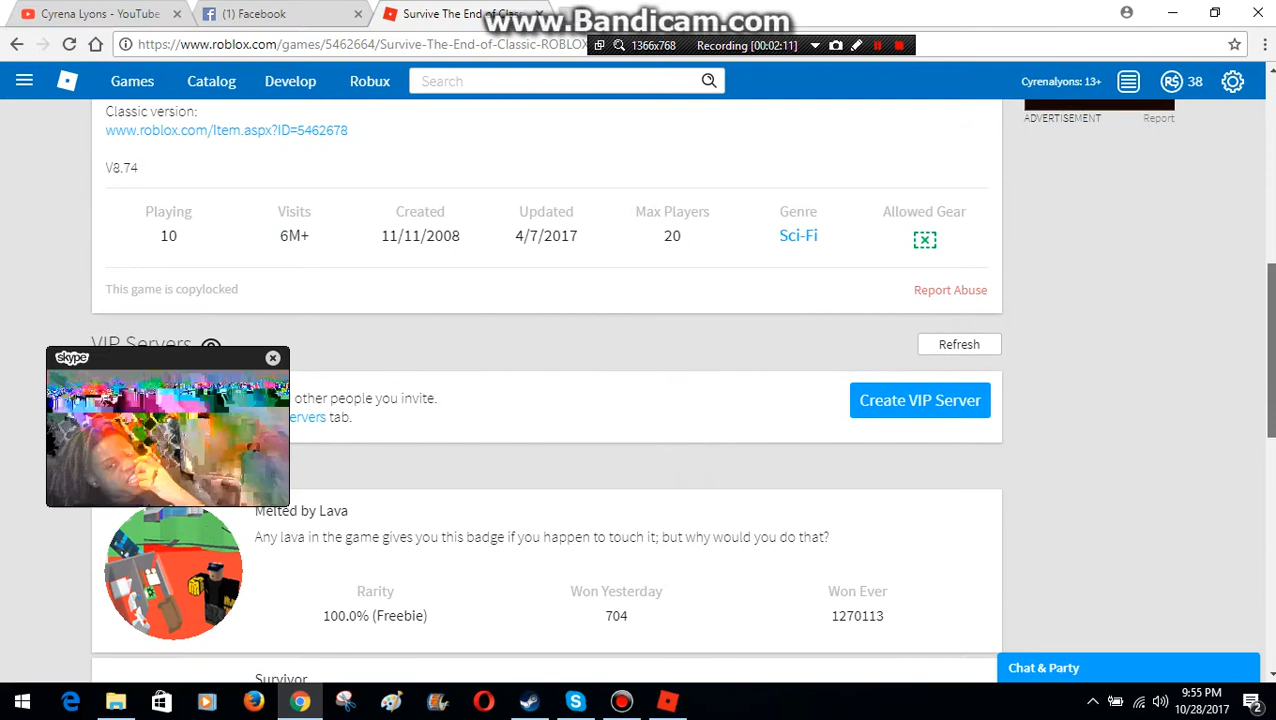 Cyrena Lyons - YouTube
(1) Facebook
Survive The End of Clas
www.Bandicam.com
https://www.roblox.com/games/5462664/Survive-The-End-of-Classic-ROBLOX
1366x768
Recording [00:02:11]
Games
Catalog
Develop
Robux
Search
Cyrenalyons: 13+
R$ 38
Classic version:
www.roblox.com/Item.aspx?ID=5462678
V8.74
ADVERTISEMENT
Report
Playing
Visits
Created
Updated
Max Players
Genre
Allowed Gear
10
6M+
11/11/2008
4/7/2017
20
Sci-Fi
This game is copylocked
Report Abuse
VIP Servers
Refresh
skype
other people you invite.
ervers tab.
Create VIP Server
Melted by Lava
Any lava in the game gives you this badge if you happen to touch it; but why would you do that?
Rarity
Won Yesterday
Won Ever
100.0% (Freebie)
704
1270113
Survivor
Chat & Party
9:55 PM
10/28/2017
2